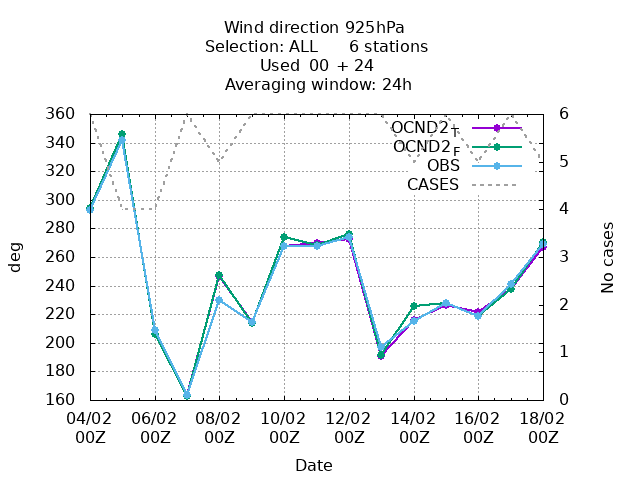 Wind direction 925hPa
Selection: ALL 6 stations
Used 00 + 24
Averaging window: 24h
360
340
320
300
280
260
240
220
200
180
160
deg
6
5
4
3
2
1
0
No cases
OCND2_T
OCND2_F
OBS
CASES
04/02 06/02 08/02 10/02 12/02 14/02 16/02 18/02
00Z 00Z 00Z 00Z 00Z 00Z 00Z 00Z
Date